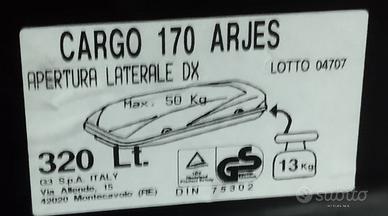 CARGO 170 ARJES
APERTURA LATERALE DX
LOTTO 04707
Max. 50 Kg
320 Lt.
13 Kg
G3 S.p.A. ITALY
Via Allende, 15
42020 Montecavolo (RE)
DIN 75302
GS
subito